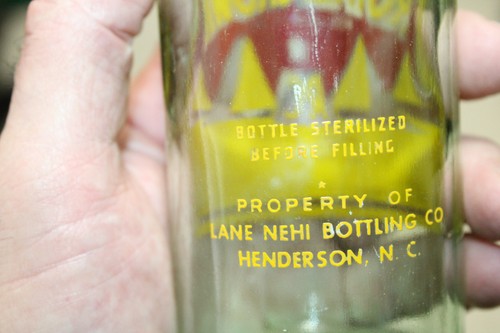 BOTTLE STERILIZED
BEFORE FILLING
PROPERTY OF
LANE NEHI BOTTLING CO
HENDERSON, N. C.